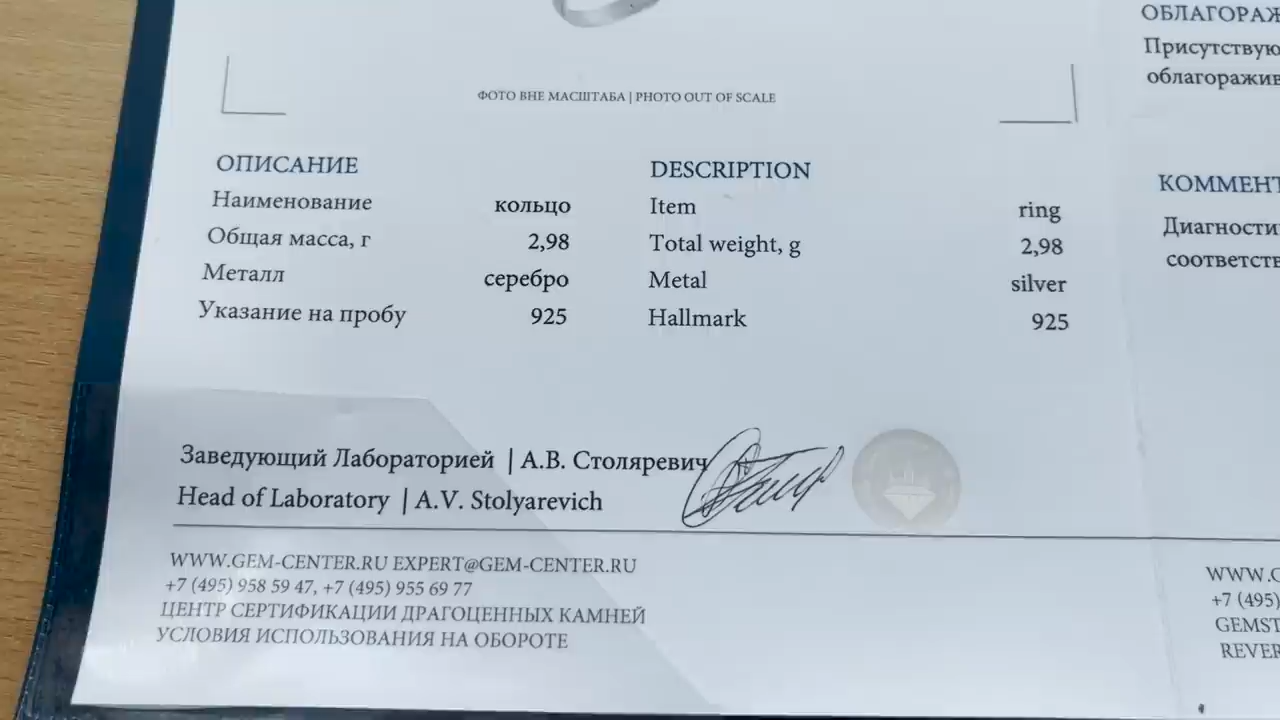 ФОТО ВНЕ МАСШТАБА | PHOTO OUT OF SCALE
ОПИСАНИЕ
Наименование кольцо
Общая масса, г 2,98
Металл серебро
Указание на пробу 925
DESCRIPTION
Item ring
Total weight, g 2,98
Metal silver
Hallmark 925
Заведующий Лабораторией | А.В. Столяревич
Head of Laboratory | A.V. Stolyarevich
WWW.GEM-CENTER.RU EXPERT@GEM-CENTER.RU
+7 (495) 958 59 47, +7 (495) 955 69 77
ЦЕНТР СЕРТИФИКАЦИИ ДРАГОЦЕННЫХ КАМНЕЙ
УСЛОВИЯ ИСПОЛЬЗОВАНИЯ НА ОБОРОТЕ
ОБЛАГОРАЖ
Присутствую
облагоражив
КОММЕНТ
Диагности
соответств
WWW.G
+7 (495)
GEMST
REVER